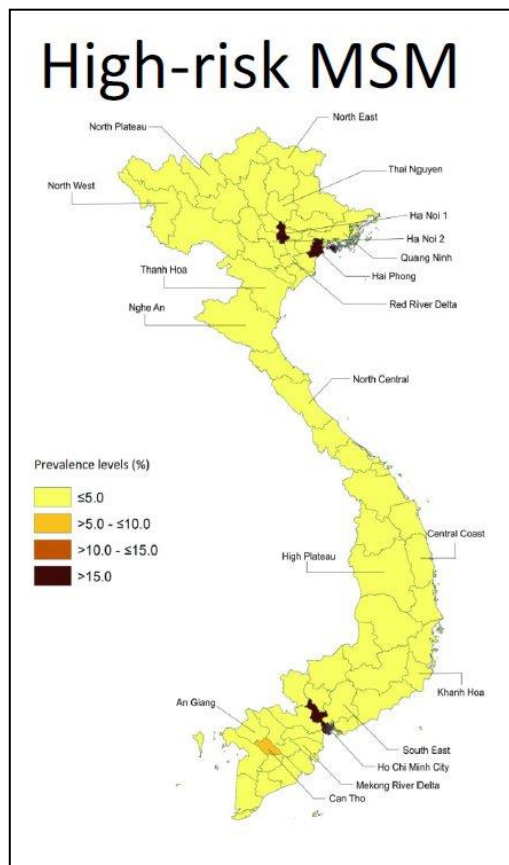 High-risk MSM
North East
North Plateau
Thai Nguyen
North West
Ha Noi 1
Ha Noi 2
Quang Ninh
Thanh Hoa
Hai Phong
Red River Delta
Nghe An
North Central
Prevalence levels (%)
≤5.0
>5.0 - ≤10.0
>10.0 - ≤15.0
>15.0
Central Coast
High Plateau
Khanh Hoa
An Giang
South East
Ho Chi Minh City
Mekong River Delta
Can Tho